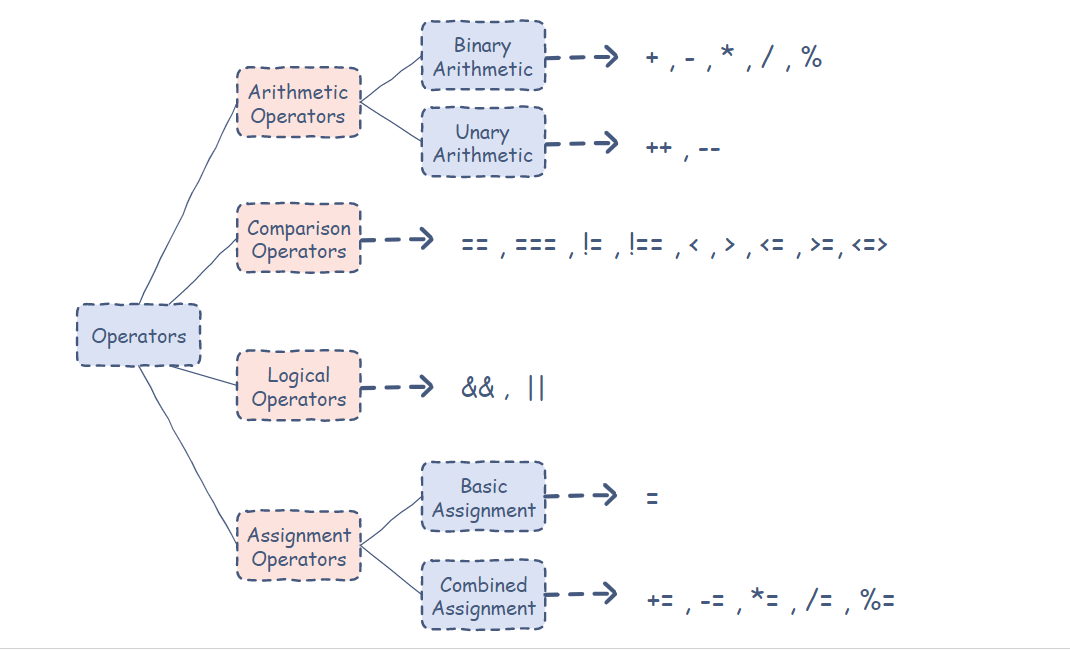 Binary
Arithmetic
+ , - , * , / , %
Arithmetic
Operators
Unary
Arithmetic
++ , --
Comparison
Operators
== , === , != , !== , < , > , <= , >= , <=>
Operators
Logical
Operators
&& , ||
Basic
Assignment
=
Assignment
Operators
Combined
Assignment
+= , -= , *= , /= , %=